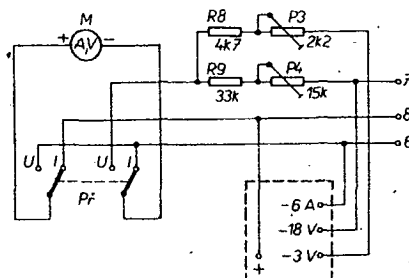 M
+ A,V −
R8
4k7
P3
2k2
R9
33k
P4
15k
7
8
6
U I U I
Př
−6 A
−18 V
−3 V
+